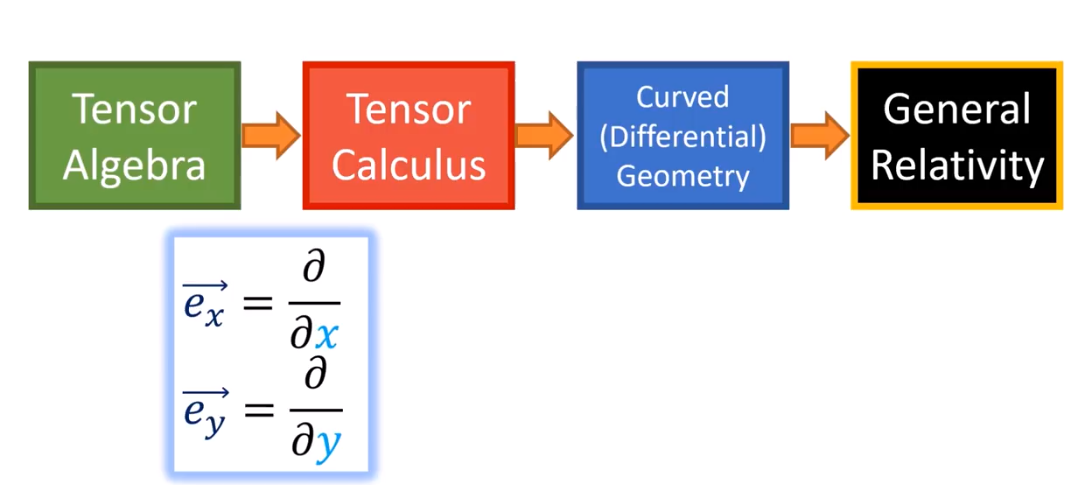 Tensor
Algebra
Tensor
Calculus
Curved
(Differential)
Geometry
General
Relativity
$\overrightarrow{e_x} = \frac{\partial}{\partial x}$
$\overrightarrow{e_y} = \frac{\partial}{\partial y}$